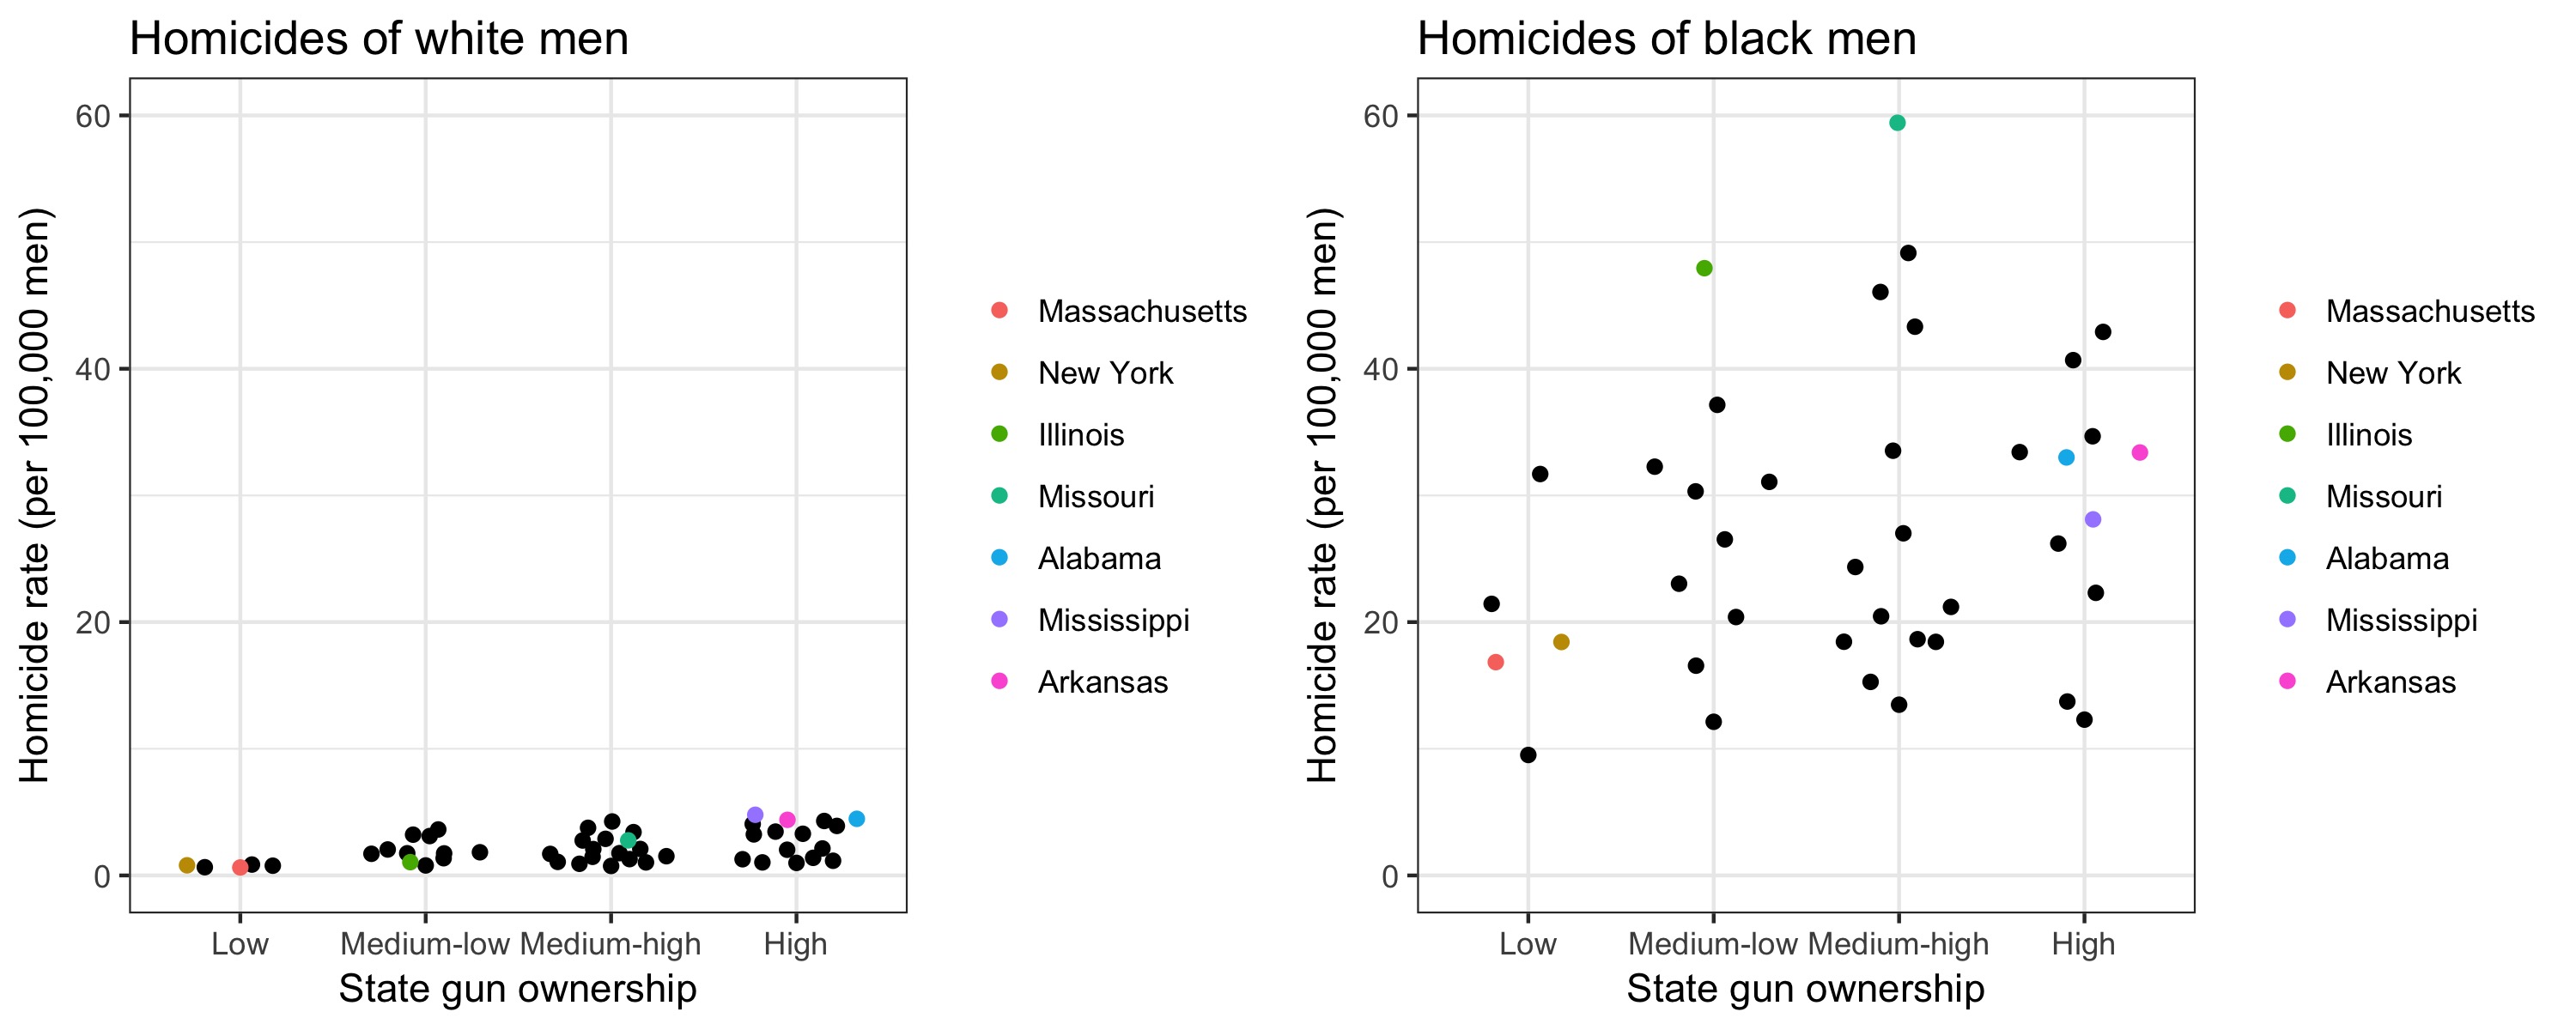 Homicides of white men
Homicide rate (per 100,000 men)
60
40
20
0
Low
Medium-low
Medium-high
High
State gun ownership
Massachusetts
New York
Illinois
Missouri
Alabama
Mississippi
Arkansas
Homicides of black men
Homicide rate (per 100,000 men)
60
40
20
0
Low
Medium-low
Medium-high
High
State gun ownership
Massachusetts
New York
Illinois
Missouri
Alabama
Mississippi
Arkansas